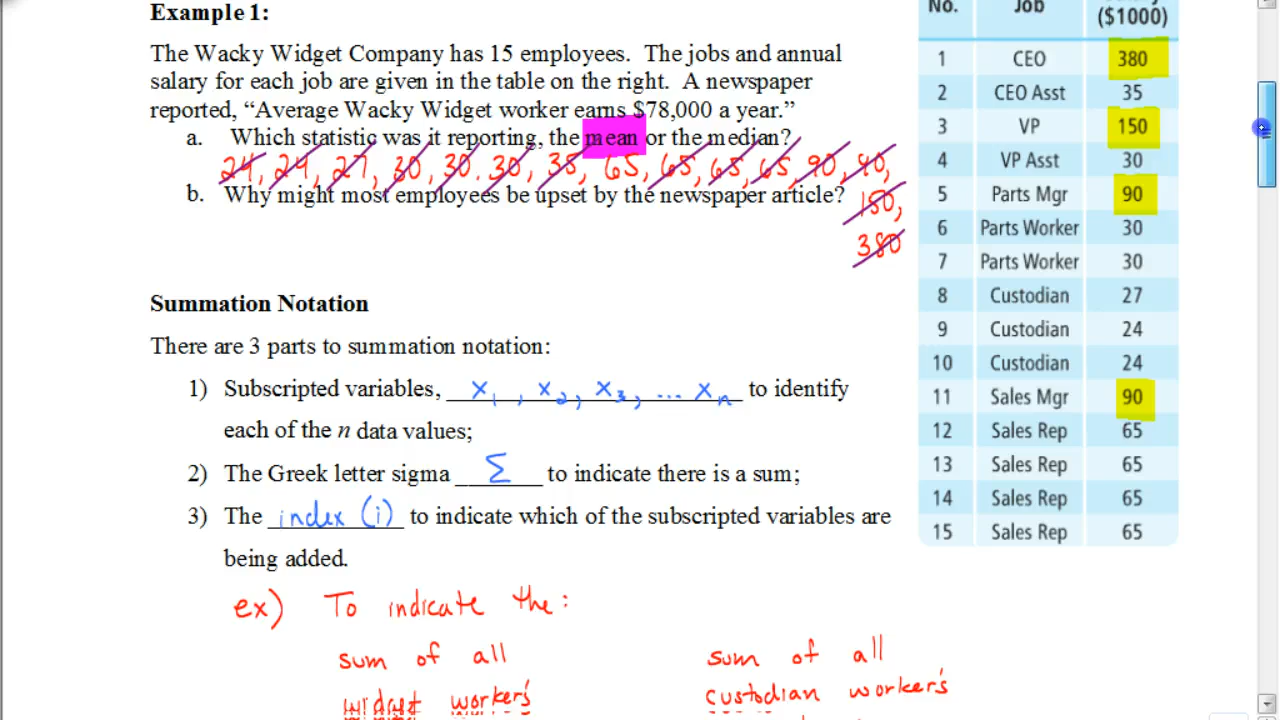 Example 1:
The Wacky Widget Company has 15 employees. The jobs and annual
salary for each job are given in the table on the right. A newspaper
reported, “Average Wacky Widget worker earns $78,000 a year.”
a. Which statistic was it reporting, the mean or the median?
24, 24, 27, 30, 30, 30, 35, 65, 65, 65, 65, 90, 90,
150,
380
b. Why might most employees be upset by the newspaper article?
Summation Notation
There are 3 parts to summation notation:
1) Subscripted variables, x₁, x₂, x₃, ... xₙ to identify
each of the n data values;
2) The Greek letter sigma Σ to indicate there is a sum;
3) The index (i) to indicate which of the subscripted variables are
being added.
ex) To indicate the:
sum of all
widget workers'
sum of all
custodian worker's
No. Job ($1000)
1 CEO 380
2 CEO Asst 35
3 VP 150
4 VP Asst 30
5 Parts Mgr 90
6 Parts Worker 30
7 Parts Worker 30
8 Custodian 27
9 Custodian 24
10 Custodian 24
11 Sales Mgr 90
12 Sales Rep 65
13 Sales Rep 65
14 Sales Rep 65
15 Sales Rep 65